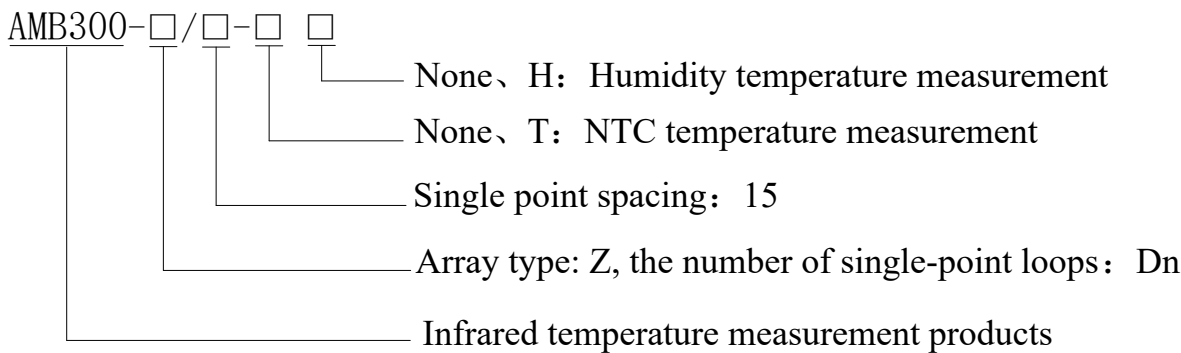 AMB300-□/□-□ □
None、H：Humidity temperature measurement
None、T：NTC temperature measurement
Single point spacing：15
Array type: Z, the number of single-point loops：Dn
Infrared temperature measurement products